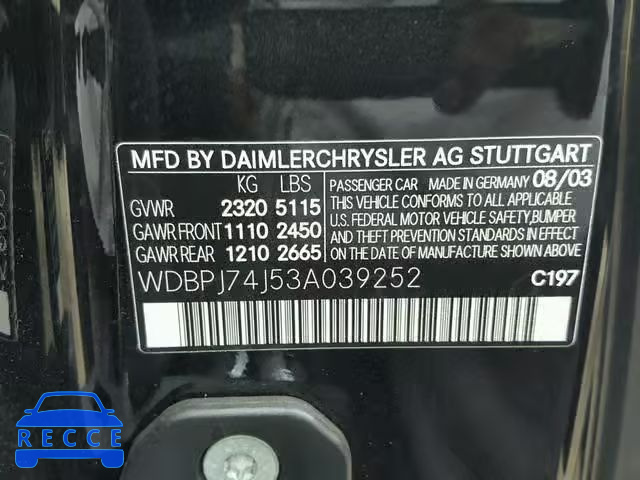 MFD BY DAIMLERCHRYSLER AG STUTTGART
KG LBS
GVWR 2320 5115
GAWR FRONT 1110 2450
GAWR REAR 1210 2665
PASSENGER CAR MADE IN GERMANY 08/03
THIS VEHICLE CONFORMS TO ALL APPLICABLE
U.S. FEDERAL MOTOR VEHICLE SAFETY, BUMPER
AND THEFT PREVENTION STANDARDS
IN EFFECT ON THE DATE OF
MANUFACTURE SHOWN ABOVE.
WDBPJ74J53A039252
C197
RECCE